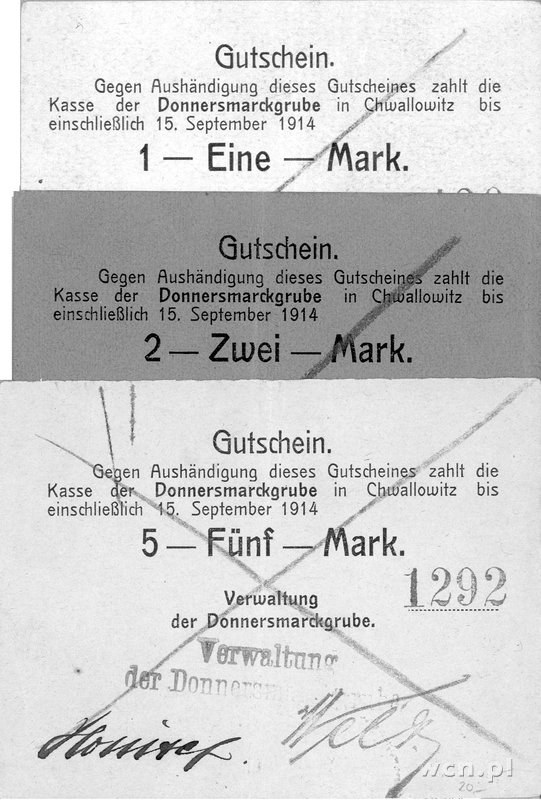 Gutschein.
Gegen Aushändigung dieses Gutscheines zahlt die
Kasse der Donnersmarckgrube in Chwallowitz bis
einschließlich 15. September 1914
1 — Eine — Mark.
Gutschein.
Gegen Aushändigung dieses Gutscheines zahlt die
Kasse der Donnersmarckgrube in Chwallowitz bis
einschließlich 15. September 1914
2 — Zwei — Mark.
Gutschein.
Gegen Aushändigung dieses Gutscheines zahlt die
Kasse der Donnersmarckgrube in Chwallowitz bis
einschließlich 15. September 1914
5 — Fünf — Mark.
1292
Verwaltung
der Donnersmarckgrube.
Verwaltung
der
wcn.pl
20.-